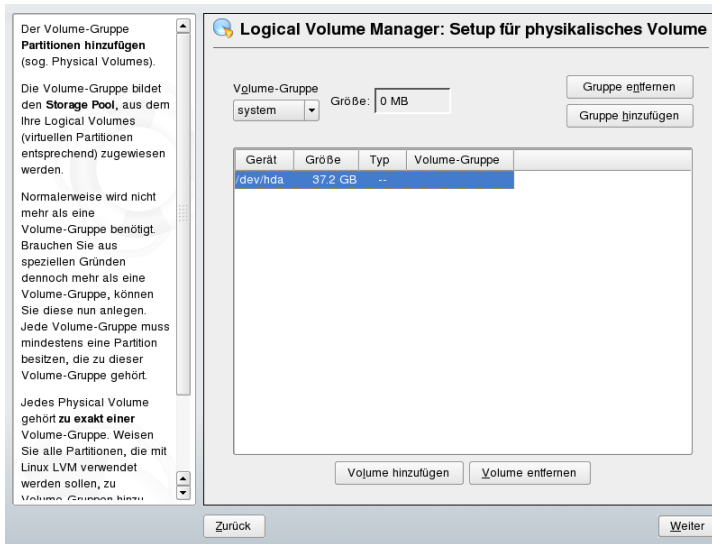 Der Volume-Gruppe
Partitionen hinzufügen
(sog. Physical Volumes).
Die Volume-Gruppe bildet
den Storage Pool, aus dem
Ihre Logical Volumes
(virtuellen Partitionen
entsprechend) zugewiesen
werden.
Normalerweise wird nicht
mehr als eine
Volume-Gruppe benötigt.
Brauchen Sie aus
speziellen Gründen
dennoch mehr als eine
Volume-Gruppe, können
Sie diese nun anlegen.
Jede Volume-Gruppe muss
mindestens eine Partition
besitzen, die zu dieser
Volume-Gruppe gehört.
Jedes Physical Volume
gehört zu exakt einer
Volume-Gruppe. Weisen
Sie alle Partitionen, die mit
Linux LVM verwendet
werden sollen, zu
Volume-Gruppen hinzu
Logical Volume Manager: Setup für physikalisches Volume
Volume-Gruppe
system
Größe: 0 MB
Gruppe entfernen
Gruppe hinzufügen
Gerät Größe Typ Volume-Gruppe
/dev/hda 37.2 GB --
Volume hinzufügen Volume entfernen
Zurück Weiter